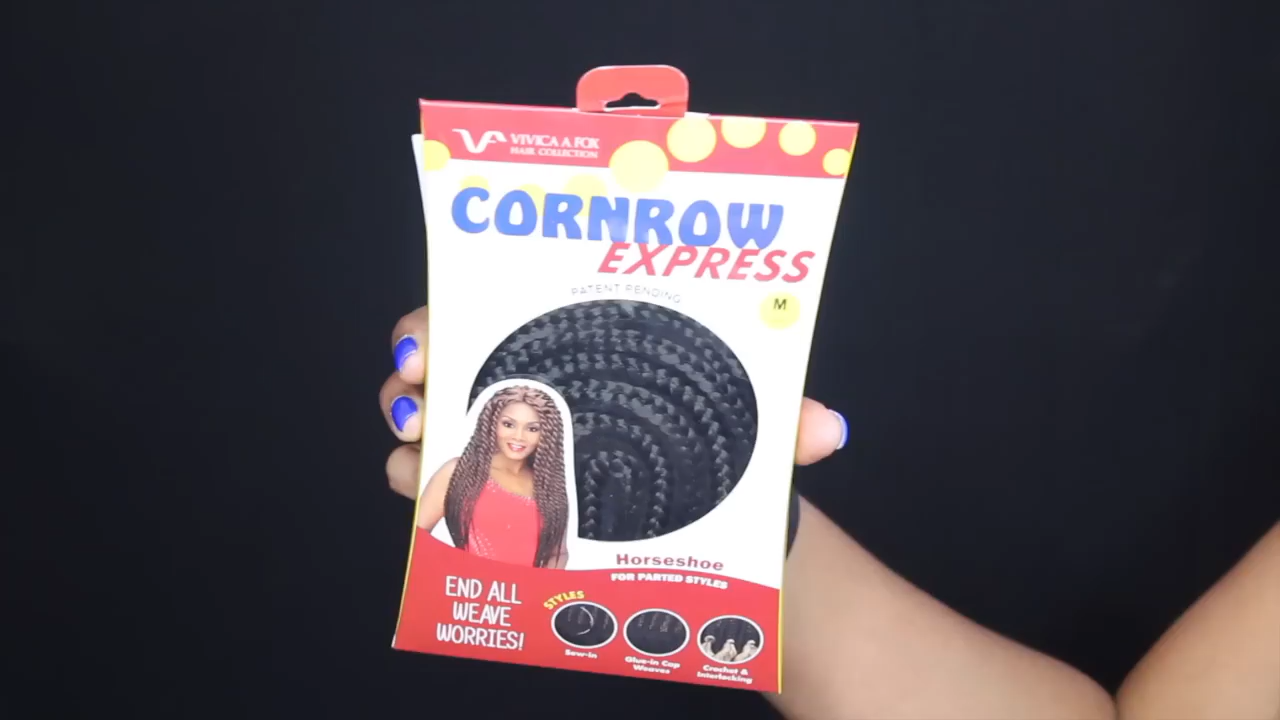 VIVICA A FOX
HAIR COLLECTION
CORNROW
EXPRESS
PATENT PENDING
M
Horseshoe
FOR PARTED STYLES
END ALL
WEAVE
WORRIES!
STYLES
Sew-in
Glue-in Cap
Weaves
Crochet &
Interlocking